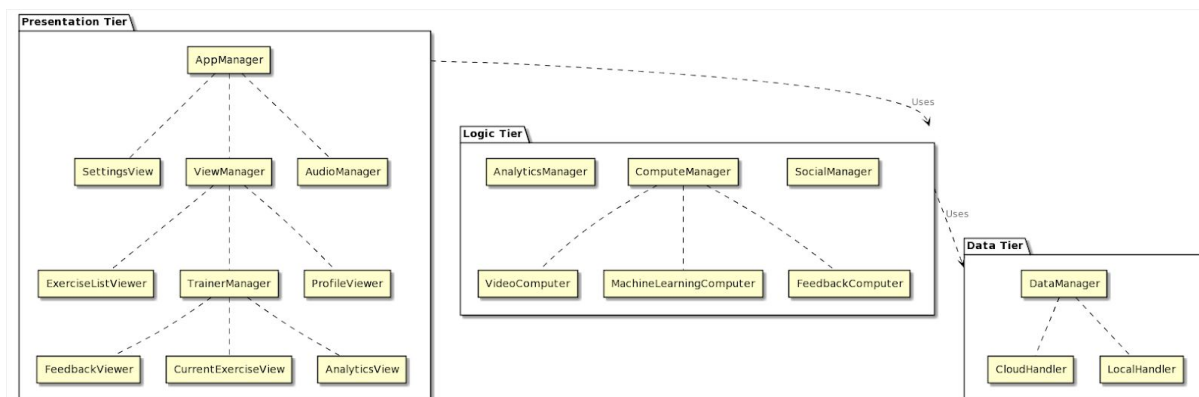 Presentation Tier
AppManager
SettingsView
ViewManager
AudioManager
ExerciseListViewer
TrainerManager
ProfileViewer
FeedbackViewer
CurrentExerciseView
AnalyticsView
Uses
Logic Tier
AnalyticsManager
ComputeManager
SocialManager
VideoComputer
MachineLearningComputer
FeedbackComputer
Uses
Data Tier
DataManager
CloudHandler
LocalHandler